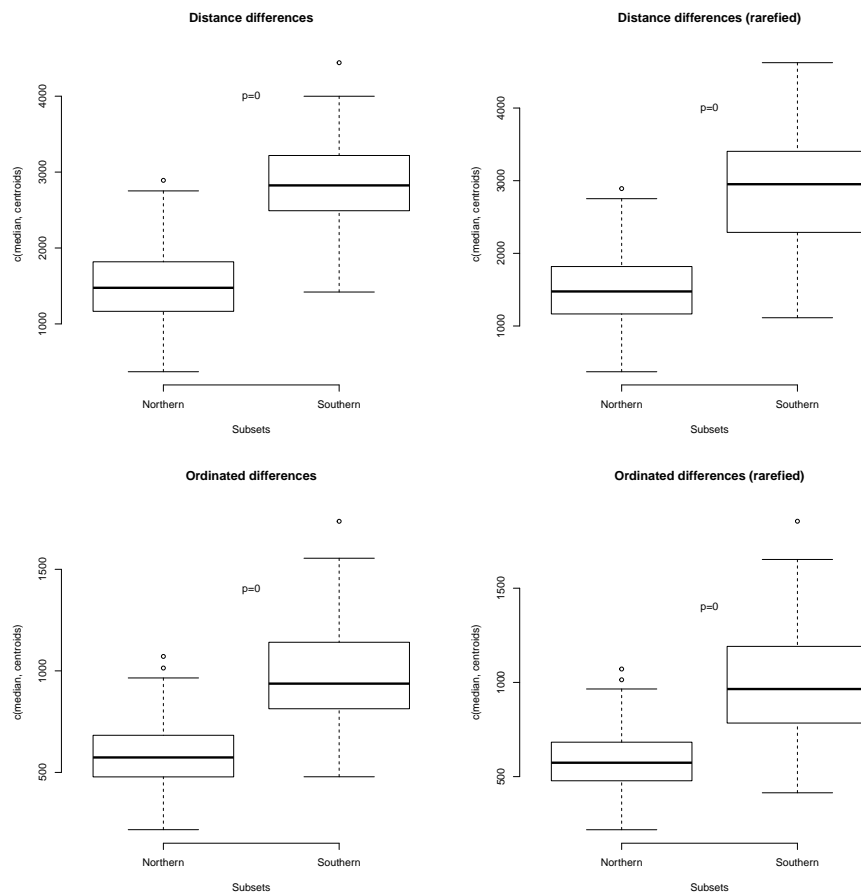 Distance differences
p=0
c(median, centroids)
4000
3000
2000
1000
Northern
Southern
Subsets
Distance differences (rarefied)
p=0
c(median, centroids)
4000
3000
2000
1000
Northern
Southern
Subsets
Ordinated differences
p=0
c(median, centroids)
1500
1000
500
Northern
Southern
Subsets
Ordinated differences (rarefied)
p=0
c(median, centroids)
1500
1000
500
Northern
Southern
Subsets